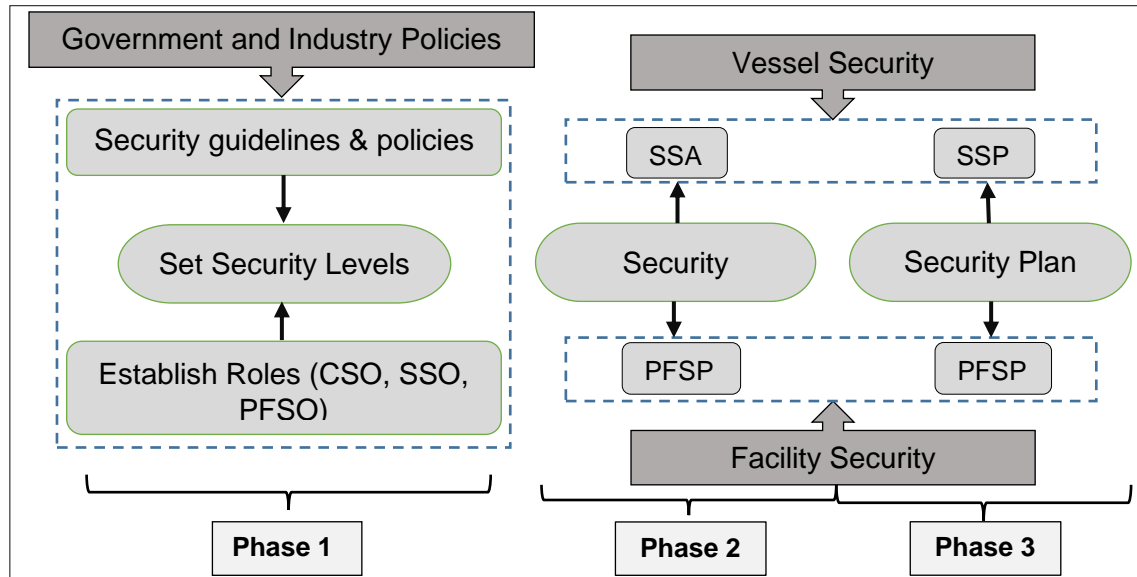 Government and Industry Policies
Security guidelines & policies
Set Security Levels
Establish Roles (CSO, SSO,
PFSO)
Phase 1
Vessel Security
SSA
SSP
Security
Security Plan
PFSP
PFSP
Facility Security
Phase 2
Phase 3